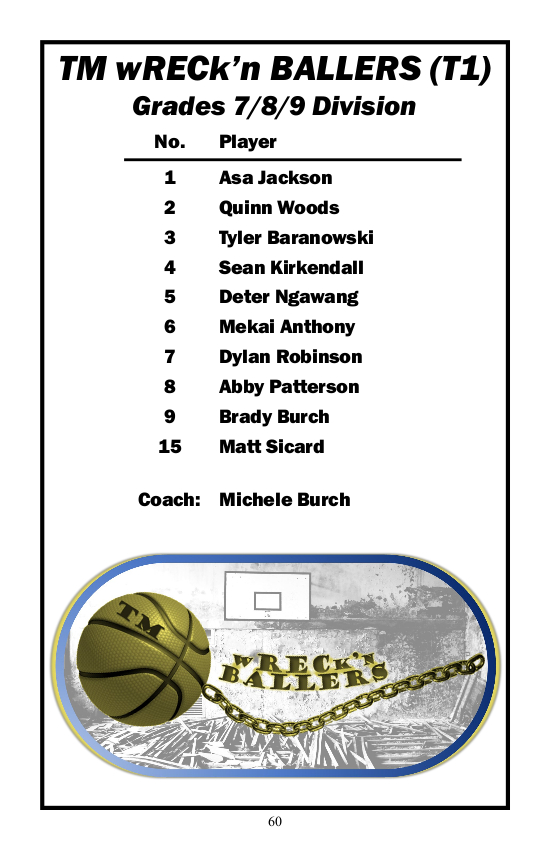 TM wRECk’n BALLERS (T1)
Grades 7/8/9 Division
No. Player
1 Asa Jackson
2 Quinn Woods
3 Tyler Baranowski
4 Sean Kirkendall
5 Deter Ngawang
6 Mekai Anthony
7 Dylan Robinson
8 Abby Patterson
9 Brady Burch
15 Matt Sicard
Coach: Michele Burch
TM
wRECk'n
BALLERS
60